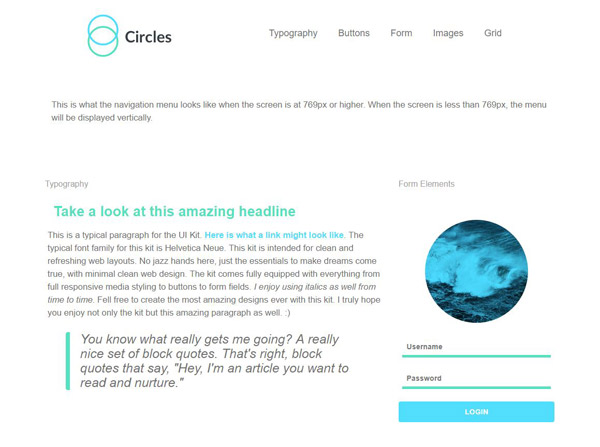 Circles
Typography Buttons Form Images Grid
This is what the navigation menu looks like when the screen is at 769px or higher. When the screen is less than 769px, the menu
will be displayed vertically.
Typography
Take a look at this amazing headline
This is a typical paragraph for the UI Kit. Here is what a link might look like. The
typical font family for this kit is Helvetica Neue. This kit is intended for clean and
refreshing web layouts. No jazz hands here, just the essentials to make dreams come
true, with minimal clean web design. The kit comes fully equipped with everything from
full responsive media styling to buttons to form fields. I enjoy using italics as well from
time to time. Fell free to create the most amazing designs ever with this kit. I truly hope
you enjoy not only the kit but this amazing paragraph as well. :)
You know what really gets me going? A really
nice set of block quotes. That's right, block
quotes that say, "Hey, I'm an article you want to
read and nurture."
Form Elements
Username
Password
LOGIN